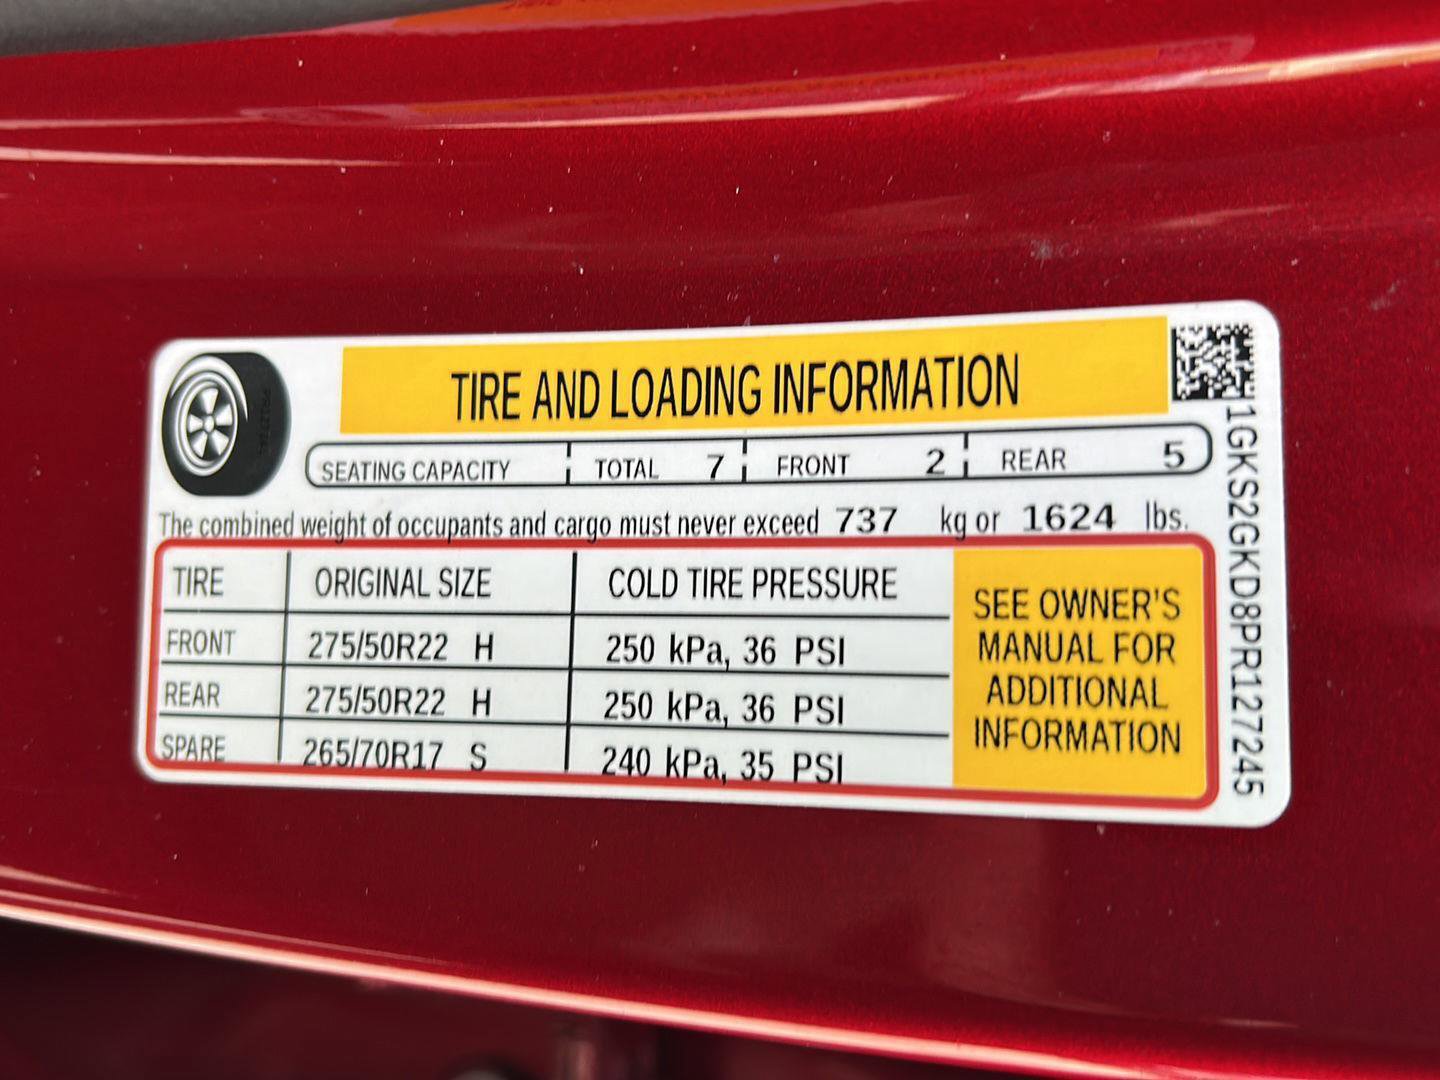 TIRE AND LOADING INFORMATION
SEATING CAPACITY TOTAL 7 FRONT 2 REAR 5
The combined weight of occupants and cargo must never exceed 737 kg or 1624 lbs.
TIRE ORIGINAL SIZE COLD TIRE PRESSURE
FRONT 275/50R22 H 250 kPa, 36 PSI
REAR 275/50R22 H 250 kPa, 36 PSI
SPARE 265/70R17 S 240 kPa, 35 PSI
SEE OWNER'S
MANUAL FOR
ADDITIONAL
INFORMATION
1GKS2GKD8PR127245